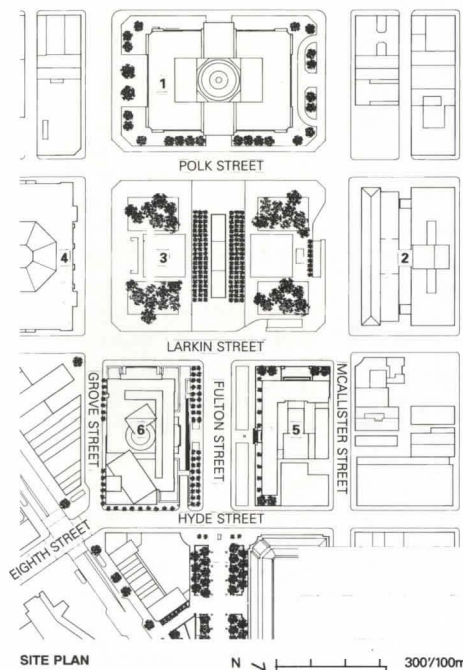 1
POLK STREET
4
3
2
LARKIN STREET
GROVE STREET
6
FULTON STREET
5
MCALLISTER STREET
HYDE STREET
EIGHTH STREET
SITE PLAN
N
300'/100m